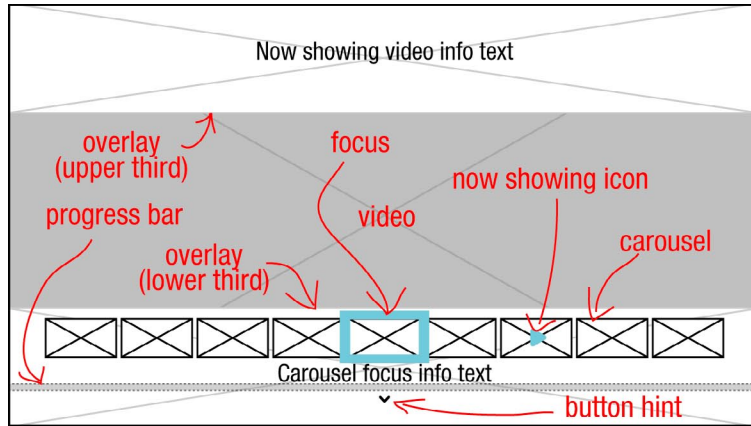 Now showing video info text
overlay
(upper third)
focus
now showing icon
progress bar
video
overlay
(lower third)
carousel
Carousel focus info text
button hint